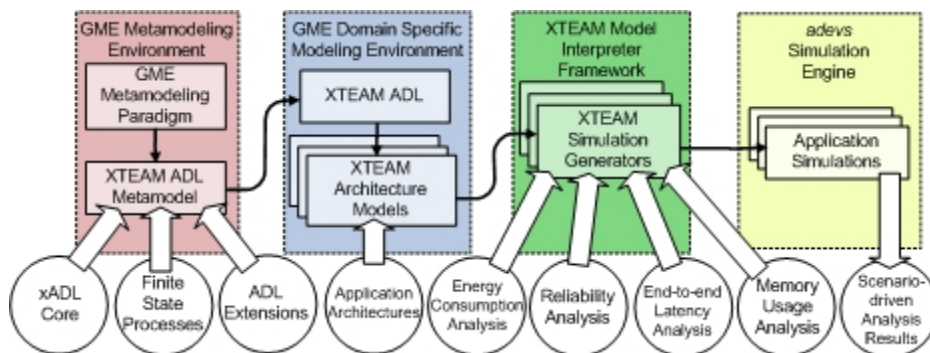 GME Metamodeling
Environment
GME
Metamodeling
Paradigm
XTEAM ADL
Metamodel
GME Domain Specific
Modeling Environment
XTEAM ADL
XTEAM
Architecture
Models
XTEAM Model
Interpreter
Framework
XTEAM
Simulation
Generators
adevs
Simulation
Engine
Application
Simulations
xADL
Core
Finite
State
Processes
ADL
Extensions
Application
Architectures
Energy
Consumption
Analysis
Reliability
Analysis
End-to-end
Latency
Analysis
Memory
Usage
Analysis
Scenario-
driven
Analysis
Results